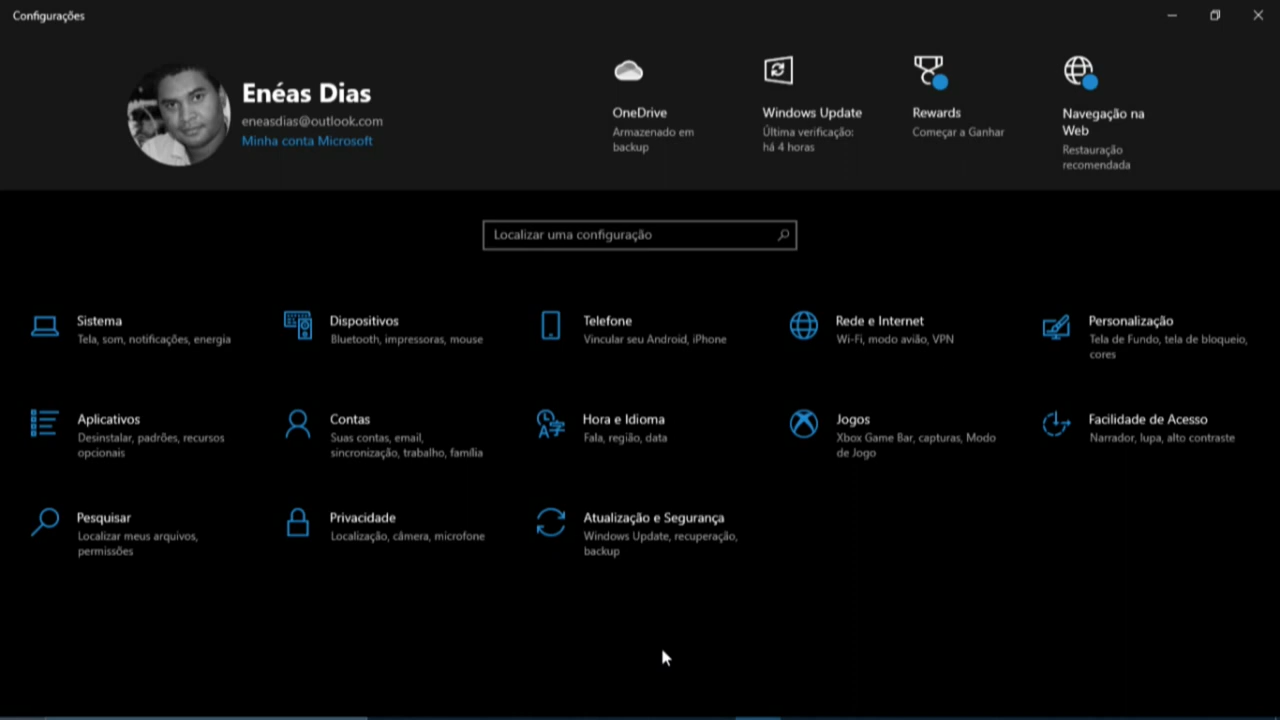 Configurações
Enéas Dias
eneasdias@outlook.com
Minha conta Microsoft
OneDrive
Armazenado em
backup
Windows Update
Última verificação:
há 4 horas
Rewards
Começar a Ganhar
Navegação na
Web
Restauração
recomendada
Localizar uma configuração
Sistema
Tela, som, notificações, energia
Dispositivos
Bluetooth, impressoras, mouse
Telefone
Vincular seu Android, iPhone
Rede e Internet
Wi-Fi, modo avião, VPN
Personalização
Tela de Fundo, tela de bloqueio,
cores
Aplicativos
Desinstalar, padrões, recursos
opcionais
Contas
Suas contas, email,
sincronização, trabalho, família
Hora e Idioma
Fala, região, data
Jogos
Xbox Game Bar, capturas, Modo
de Jogo
Facilidade de Acesso
Narrador, lupa, alto contraste
Pesquisar
Localizar meus arquivos,
permissões
Privacidade
Localização, câmera, microfone
Atualização e Segurança
Windows Update, recuperação,
backup